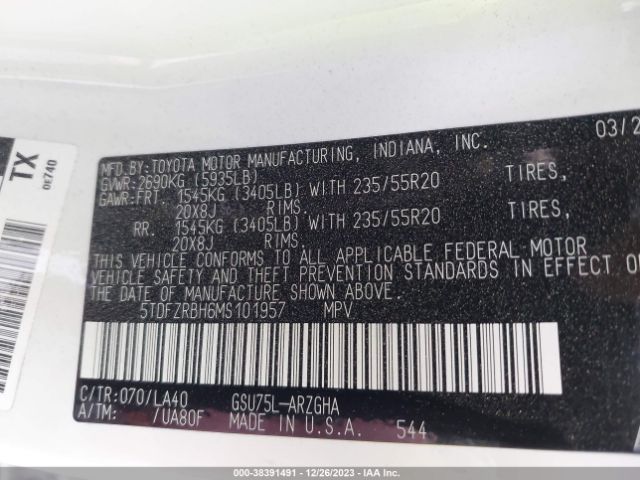 TX
0E740
MFD.BY:TOYOTA MOTOR MANUFACTURING, INDIANA, INC. 03/2
GVWR:2690KG (5935LB)
GAWR:FRT. 1545KG (3405LB) WITH 235/55R20 TIRES,
20X8J RIMS.
RR. 1545KG (3405LB) WITH 235/55R20 TIRES,
20X8J RIMS.
THIS VEHICLE CONFORMS TO ALL APPLICABLE FEDERAL MOTOR
VEHICLE SAFETY AND THEFT PREVENTION STANDARDS IN EFFECT O
THE DATE OF MANUFACTURE SHOWN ABOVE.
5TDFZRBH6MS101957 MPV
C/TR:070/LA40 GSU75L-ARZGHA
A/TM: /UA80F MADE IN U.S.A. 544
000-38391491 - 12/26/2023 - IAA Inc.